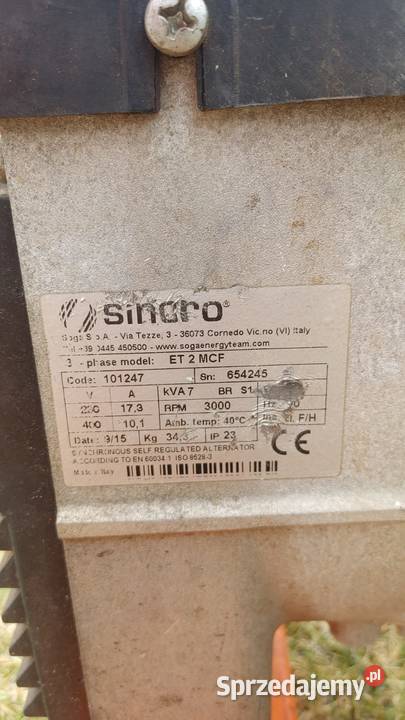 sincro®
Soga S.p.A. - Via Tezze, 3 - 36073 Cornedo Vic.no (VI) Italy
+39 0445 450500 - www.sogaenergyteam.com
3 - phase model: ET 2 MCF
Code: 101247 Sn: 654245
V A KVA 7 BR S1
230 17,3 RPM 3000 Hz
400 10,1 Amb. temp: 40°C F/H
Date: 9/15 Kg 34,3 IP 23 CE
SYNCHRONOUS SELF REGULATED ALTERNATOR
ACCORDING TO EN 60034-1 ISO 8528-3
Made in Italy
Sprzedajemy.pl